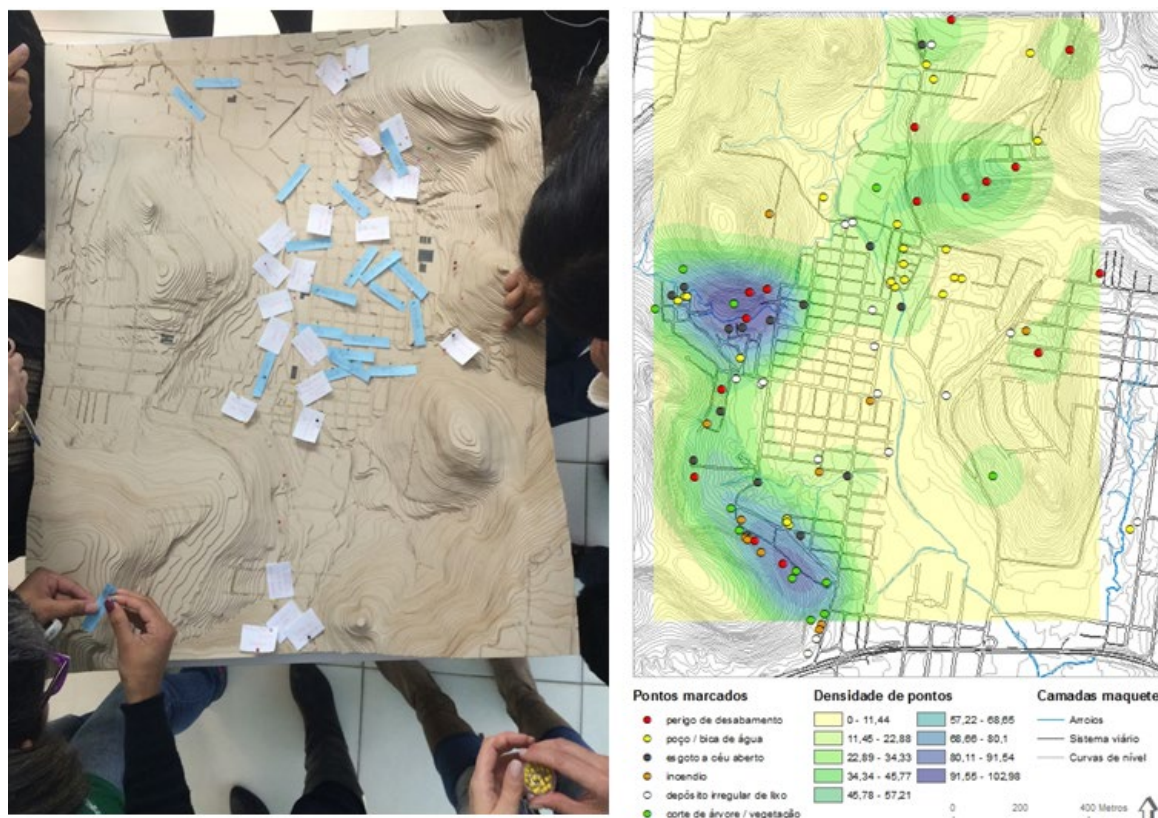 Pontos marcados
perigo de desabamento
poço / bica de água
esgoto a céu aberto
incendio
depósito irregular de lixo
corte de árvore / vegetação
Densidade de pontos
0 - 11,44
11,45 - 22,88
22,89 - 34,33
34,34 - 45,77
45,78 - 57,21
57,22 - 68,65
68,66 - 80,1
80,11 - 91,54
91,55 - 102,98
Camadas maquete
Arroios
Sistema viário
Curvas de nível
0 200 400 Metros